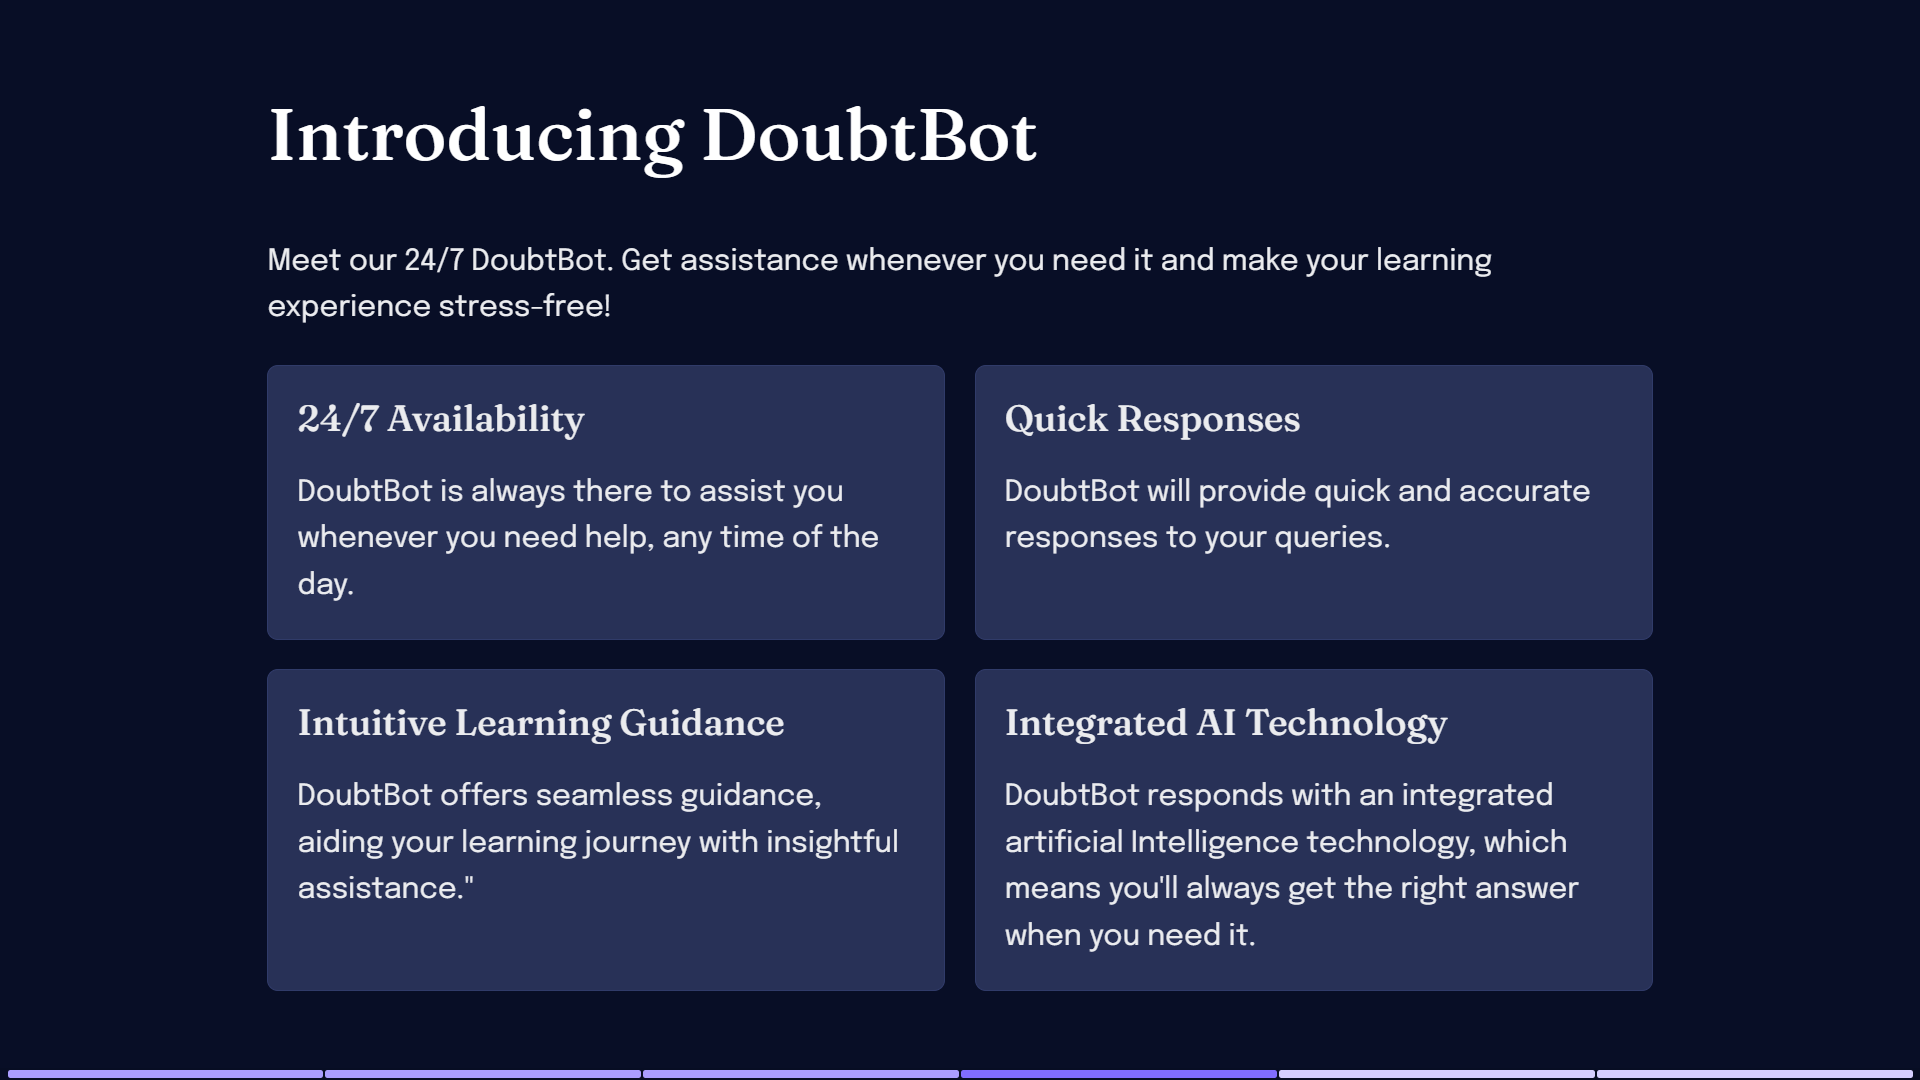 Introducing DoubtBot
Meet our 24/7 DoubtBot. Get assistance whenever you need it and make your learning
experience stress-free!
24/7 Availability
DoubtBot is always there to assist you
whenever you need help, any time of the
day.
Quick Responses
DoubtBot will provide quick and accurate
responses to your queries.
Intuitive Learning Guidance
DoubtBot offers seamless guidance,
aiding your learning journey with insightful
assistance."
Integrated AI Technology
DoubtBot responds with an integrated
artificial Intelligence technology, which
means you'll always get the right answer
when you need it.